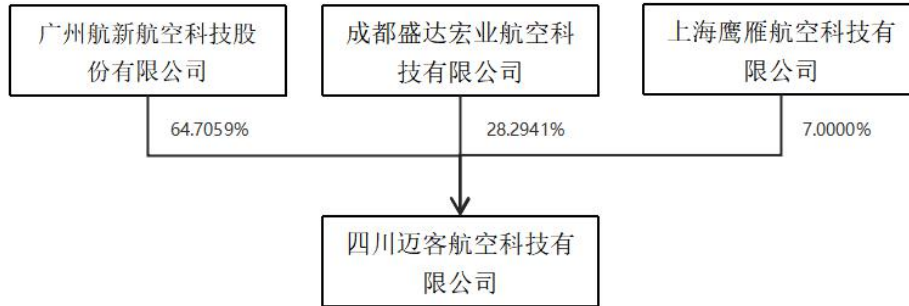 广州航新航空科技股
份有限公司
成都盛达宏业航空科
技有限公司
上海鹰雁航空科技有
限公司
64.7059%
28.2941%
7.0000%
四川迈客航空科技有
限公司